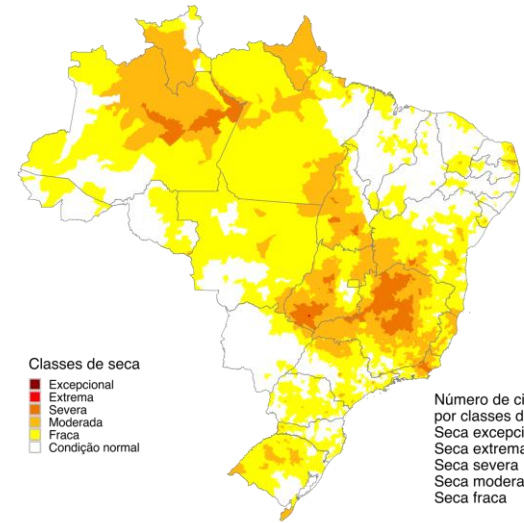 Classes de seca
Excepcional
Extrema
Severa
Moderada
Fraca
Condição normal
Número de ci
por classes d
Seca excepci
Seca extrema
Seca severa
Seca modera
Seca fraca